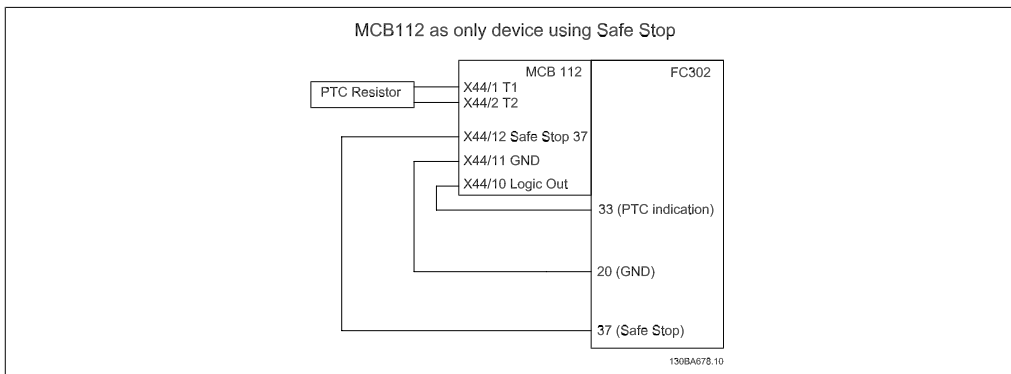 MCB112 as only device using Safe Stop
MCB 112
FC302
PTC Resistor
X44/1 T1
X44/2 T2
X44/12 Safe Stop 37
X44/11 GND
X44/10 Logic Out
33 (PTC indication)
20 (GND)
37 (Safe Stop)
130BA678.10